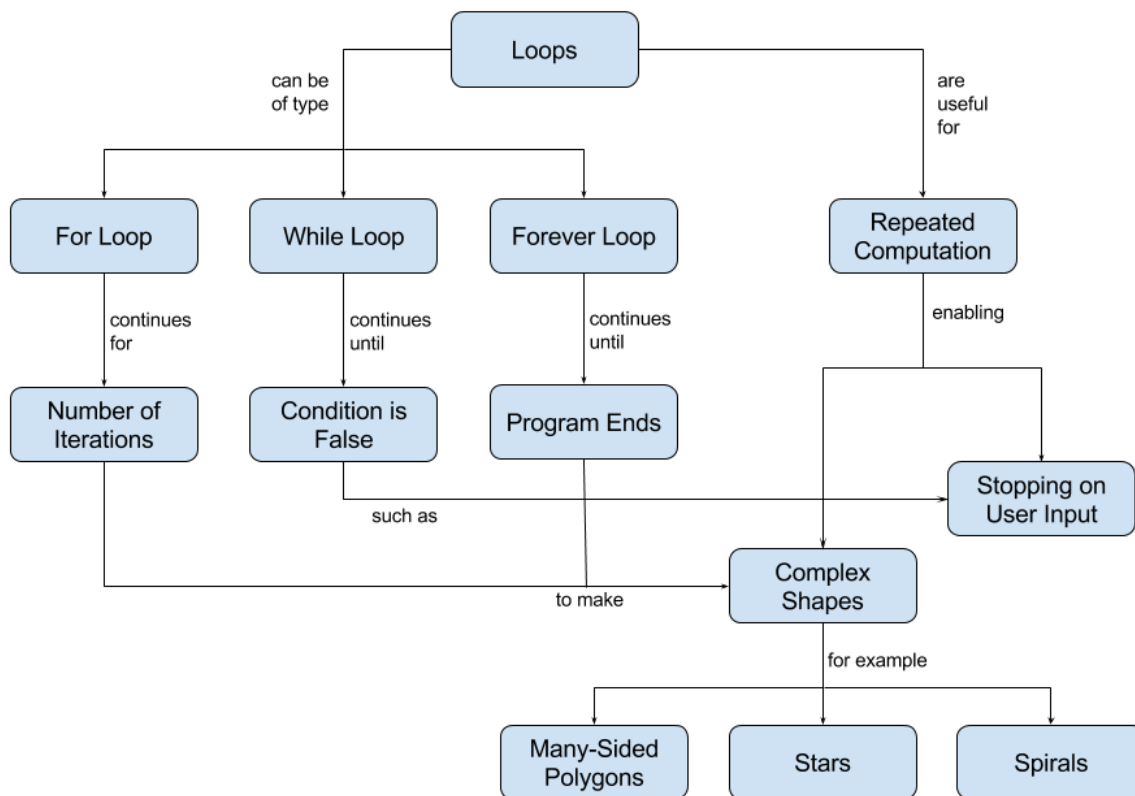 Loops
can be
of type
are
useful
for
For Loop
While Loop
Forever Loop
Repeated
Computation
continues
for
continues
until
continues
until
enabling
Number of
Iterations
Condition is
False
Program Ends
such as
Stopping on
User Input
to make
Complex
Shapes
for example
Many-Sided
Polygons
Stars
Spirals